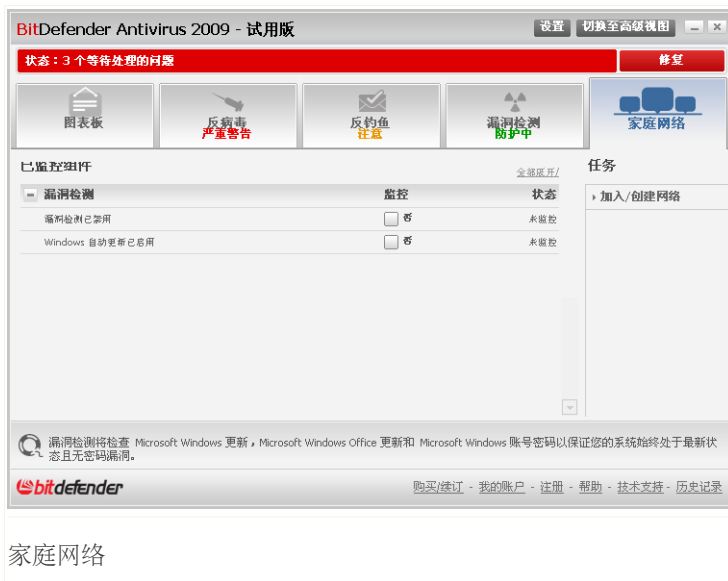 BitDefender Antivirus 2009 - 试用版 设置 切换至高级视图
状态：3 个等待处理的问题 修复
图表板 反病毒 反钓鱼 漏洞检测 家庭网络
严重警告 注意 防护中
已监控组件 全部展开/ 任务
漏洞检测 监控 状态 加入/创建网络
漏洞检测已禁用 否 未监控
Windows 自动更新已启用 否 未监控
漏洞检测将检查 Microsoft Windows 更新，Microsoft Windows Office 更新和 Microsoft Windows 账号密码以保证您的系统始终处于最新状
态且无密码漏洞。
bitdefender 购买/续订 - 我的账户 - 注册 - 帮助 - 技术支持 - 历史记录
家庭网络